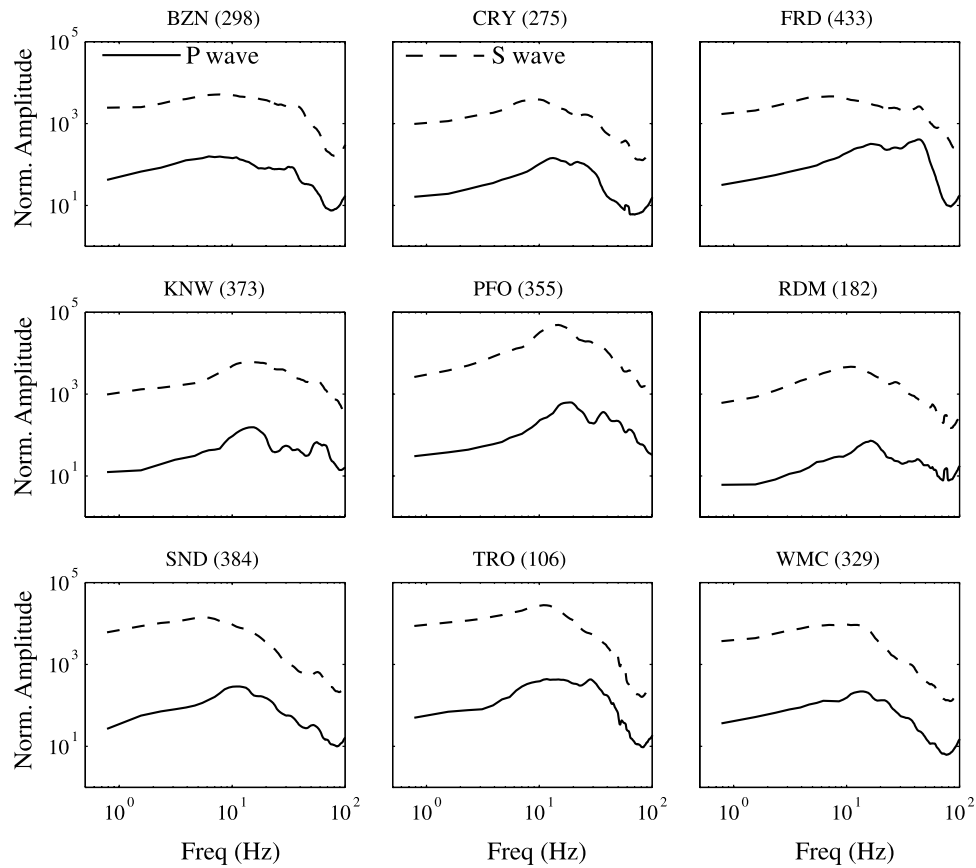 BZN (298)
CRY (275)
FRD (433)
P wave
S wave
10^5
10^3
10^1
Norm. Amplitude
KNW (373)
PFO (355)
RDM (182)
10^5
10^3
10^1
Norm. Amplitude
SND (384)
TRO (106)
WMC (329)
10^5
10^3
10^1
Norm. Amplitude
10^0 10^1 10^2
10^0 10^1 10^2
10^0 10^1 10^2
Freq (Hz)
Freq (Hz)
Freq (Hz)